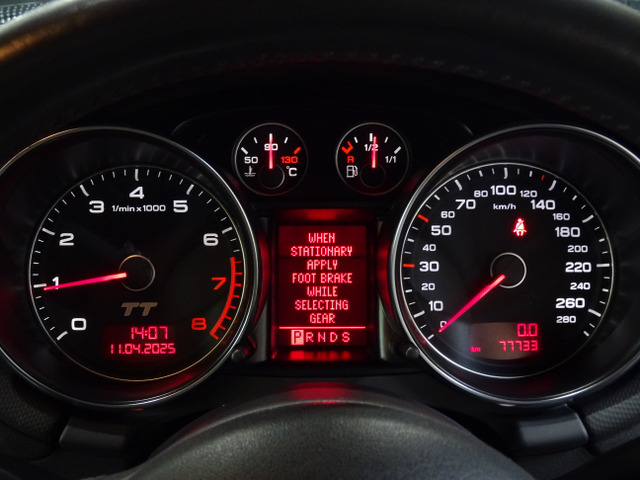 50 90 130 °C
R 1/2 1/1
0 1 2 3 4 5 6 7 8
1/min x 1000
TT
14:07
11.04.2025
WHEN
STATIONARY
APPLY
FOOT BRAKE
WHILE
SELECTING
GEAR
P R N D S
0 10 20 30 40 50 60 70 80 100 120 140 160 180 200 220 240 260 280
km/h
0.0
km 77733